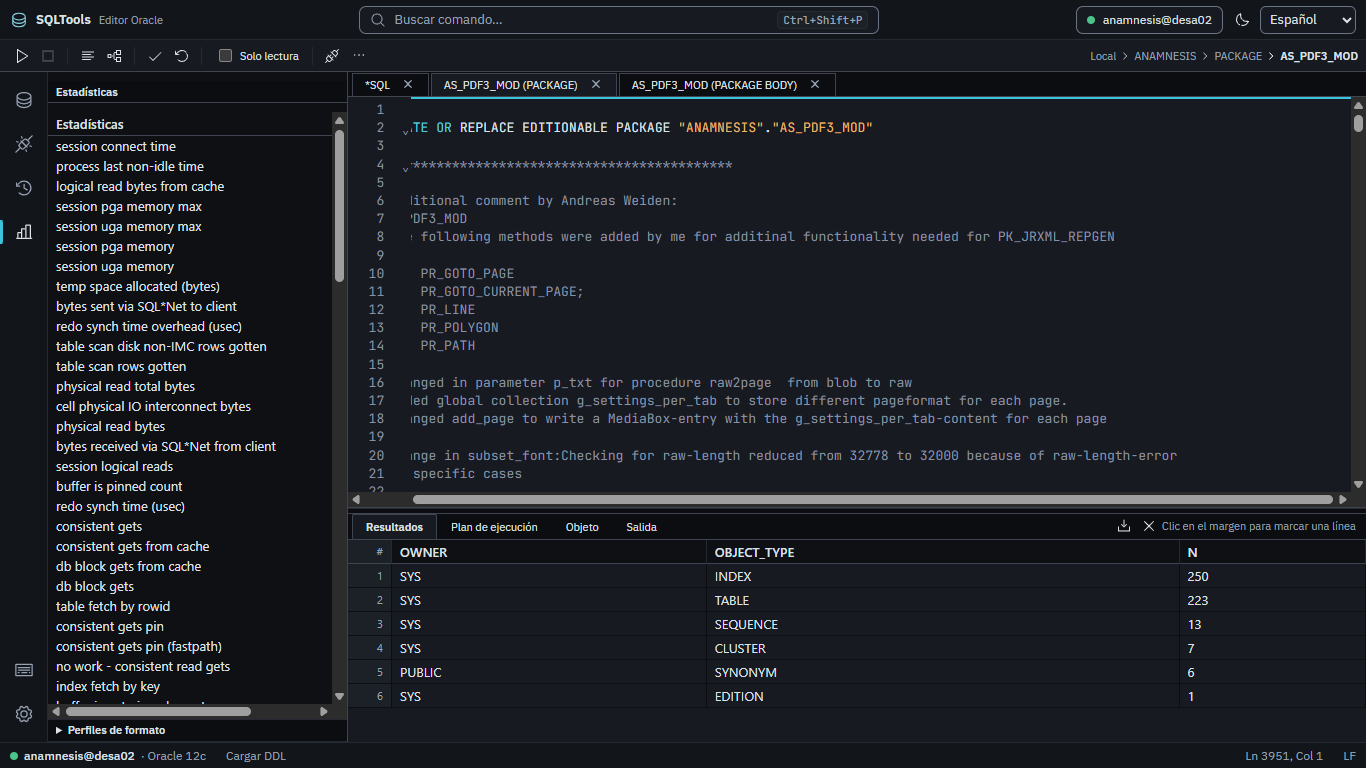 SQLTools Editor Oracle
Buscar comando... Ctrl+Shift+P
anamnesis@desa02
Español
Solo lectura
Local > ANAMNESIS > PACKAGE > AS_PDF3_MOD
Estadísticas
Estadísticas
session connect time
process last non-idle time
logical read bytes from cache
session pga memory max
session uga memory max
session pga memory
session uga memory
temp space allocated (bytes)
bytes sent via SQL*Net to client
redo synch time overhead (usec)
table scan disk non-IMC rows gotten
table scan rows gotten
physical read total bytes
cell physical IO interconnect bytes
physical read bytes
bytes received via SQL*Net from client
session logical reads
buffer is pinned count
redo synch time (usec)
consistent gets
consistent gets from cache
db block gets from cache
db block gets
table fetch by rowid
consistent gets pin
consistent gets pin (fastpath)
no work - consistent read gets
index fetch by key
Perfiles de formato
*SQL
AS_PDF3_MOD (PACKAGE)
AS_PDF3_MOD (PACKAGE BODY)
1
2 TE OR REPLACE EDITIONABLE PACKAGE "ANAMNESIS"."AS_PDF3_MOD"
3
4 *****************************************
5
6 ditional comment by Andreas Weiden:
7 PDF3_MOD
8 following methods were added by me for additinal functionality needed for PK_JRXML_REPGEN
9
10 PR_GOTO_PAGE
11 PR_GOTO_CURRENT_PAGE;
12 PR_LINE
13 PR_POLYGON
14 PR_PATH
15
16 anged in parameter p_txt for procedure raw2page  from blob to raw
17 ded global collection g_settings_per_tab to store different pageformat for each page.
18 anged add_page to write a MediaBox-entry with the g_settings_per_tab-content for each page
19
20 ange in subset_font:Checking for raw-length reduced from 32778 to 32000 because of raw-length-error
21 specific cases
22
Resultados
Plan de ejecución
Objeto
Salida
Clic en el margen para marcar una línea
# OWNER OBJECT_TYPE N
1 SYS INDEX 250
2 SYS TABLE 223
3 SYS SEQUENCE 13
4 SYS CLUSTER 7
5 PUBLIC SYNONYM 6
6 SYS EDITION 1
anamnesis@desa02 · Oracle 12c Cargar DDL
Ln 3951, Col 1 LF